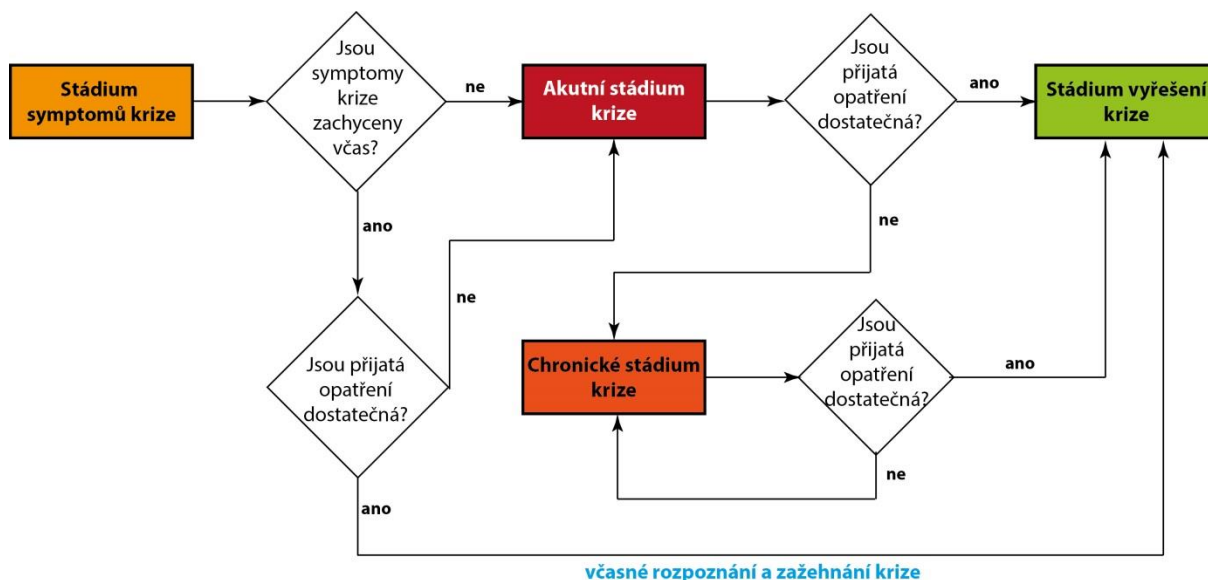 Stádium
symptomů krize
Jsou
symptomy
krize
zachyceny
včas?
ne
Akutní stádium
krize
Jsou
přijatá
opatření
dostatečná?
ano
Stádium vyřešení
krize
ano
ne
ne
Jsou přijatá
opatření
dostatečná?
Chronické stádium
krize
Jsou
přijatá
opatření
dostatečná?
ano
ne
ano
včasné rozpoznání a zažehnání krize